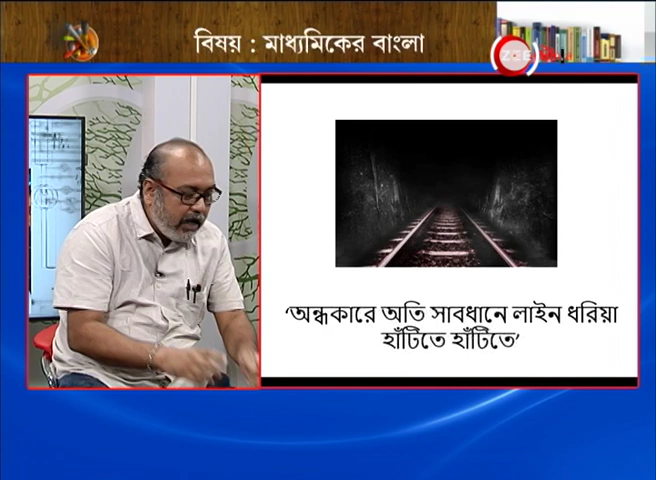 বিষয় : মাধ্যমিকের বাংলা
‘অন্ধকারে অতি সাবধানে লাইন ধরিয়া
হাঁটিতে হাঁটিতে’